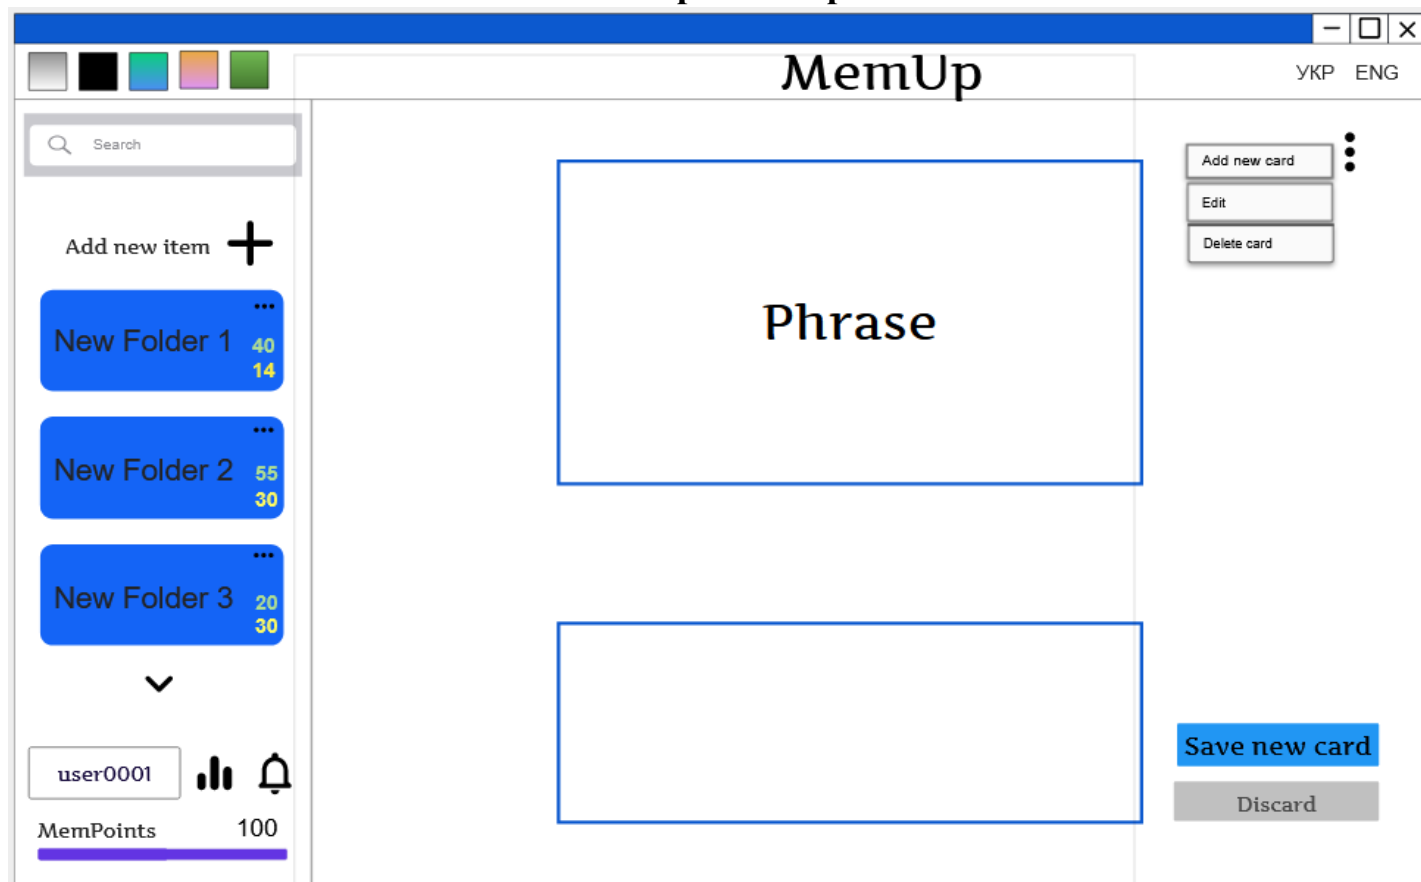 MemUp
УКР ENG
Search
Add new item
New Folder 1
40
14
New Folder 2
55
30
New Folder 3
20
30
user0001
MemPoints 100
Phrase
Add new card
Edit
Delete card
Save new card
Discard